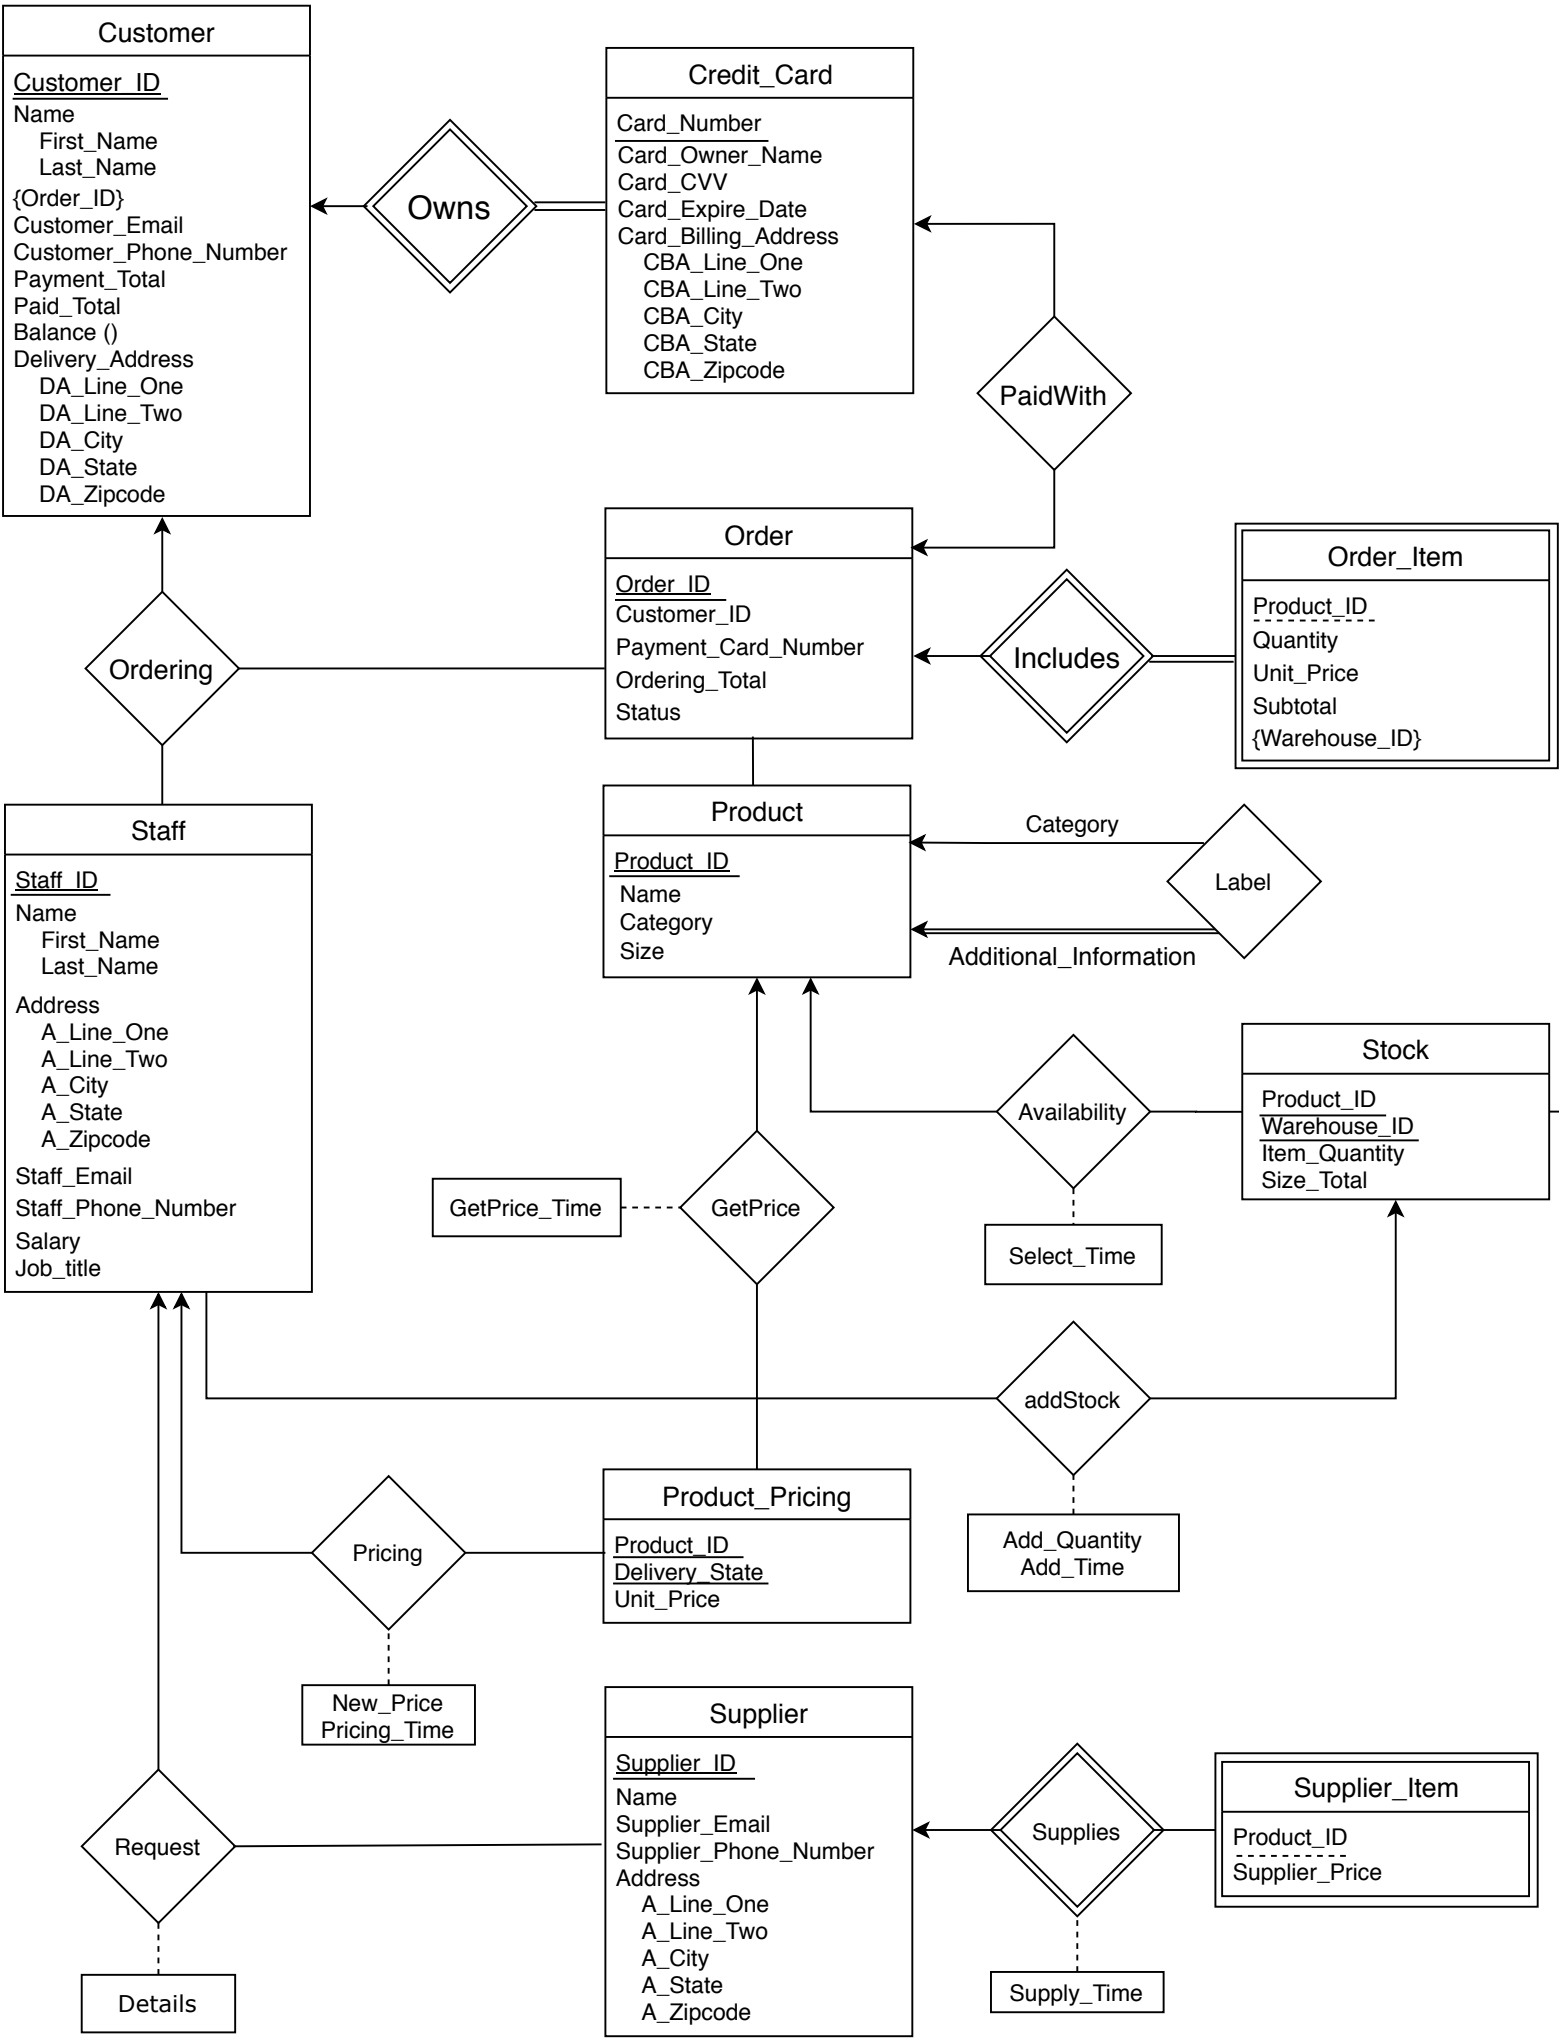 Customer
Customer_ID
Name
First_Name
Last_Name
{Order_ID}
Customer_Email
Customer_Phone_Number
Payment_Total
Paid_Total
Balance ()
Delivery_Address
DA_Line_One
DA_Line_Two
DA_City
DA_State
DA_Zipcode
Owns
Credit_Card
Card_Number
Card_Owner_Name
Card_CVV
Card_Expire_Date
Card_Billing_Address
CBA_Line_One
CBA_Line_Two
CBA_City
CBA_State
CBA_Zipcode
PaidWith
Ordering
Order
Order_ID
Customer_ID
Payment_Card_Number
Ordering_Total
Status
Includes
Order_Item
Product_ID
Quantity
Unit_Price
Subtotal
{Warehouse_ID}
Staff
Staff_ID
Name
First_Name
Last_Name
Address
A_Line_One
A_Line_Two
A_City
A_State
A_Zipcode
Staff_Email
Staff_Phone_Number
Salary
Job_title
Product
Product_ID
Name
Category
Size
Category
Label
Additional_Information
GetPrice_Time
GetPrice
Availability
Select_Time
Stock
Product_ID
Warehouse_ID
Item_Quantity
Size_Total
addStock
Add_Quantity
Add_Time
Pricing
New_Price
Pricing_Time
Product_Pricing
Product_ID
Delivery_State
Unit_Price
Request
Details
Supplier
Supplier_ID
Name
Supplier_Email
Supplier_Phone_Number
Address
A_Line_One
A_Line_Two
A_City
A_State
A_Zipcode
Supplies
Supply_Time
Supplier_Item
Product_ID
Supplier_Price